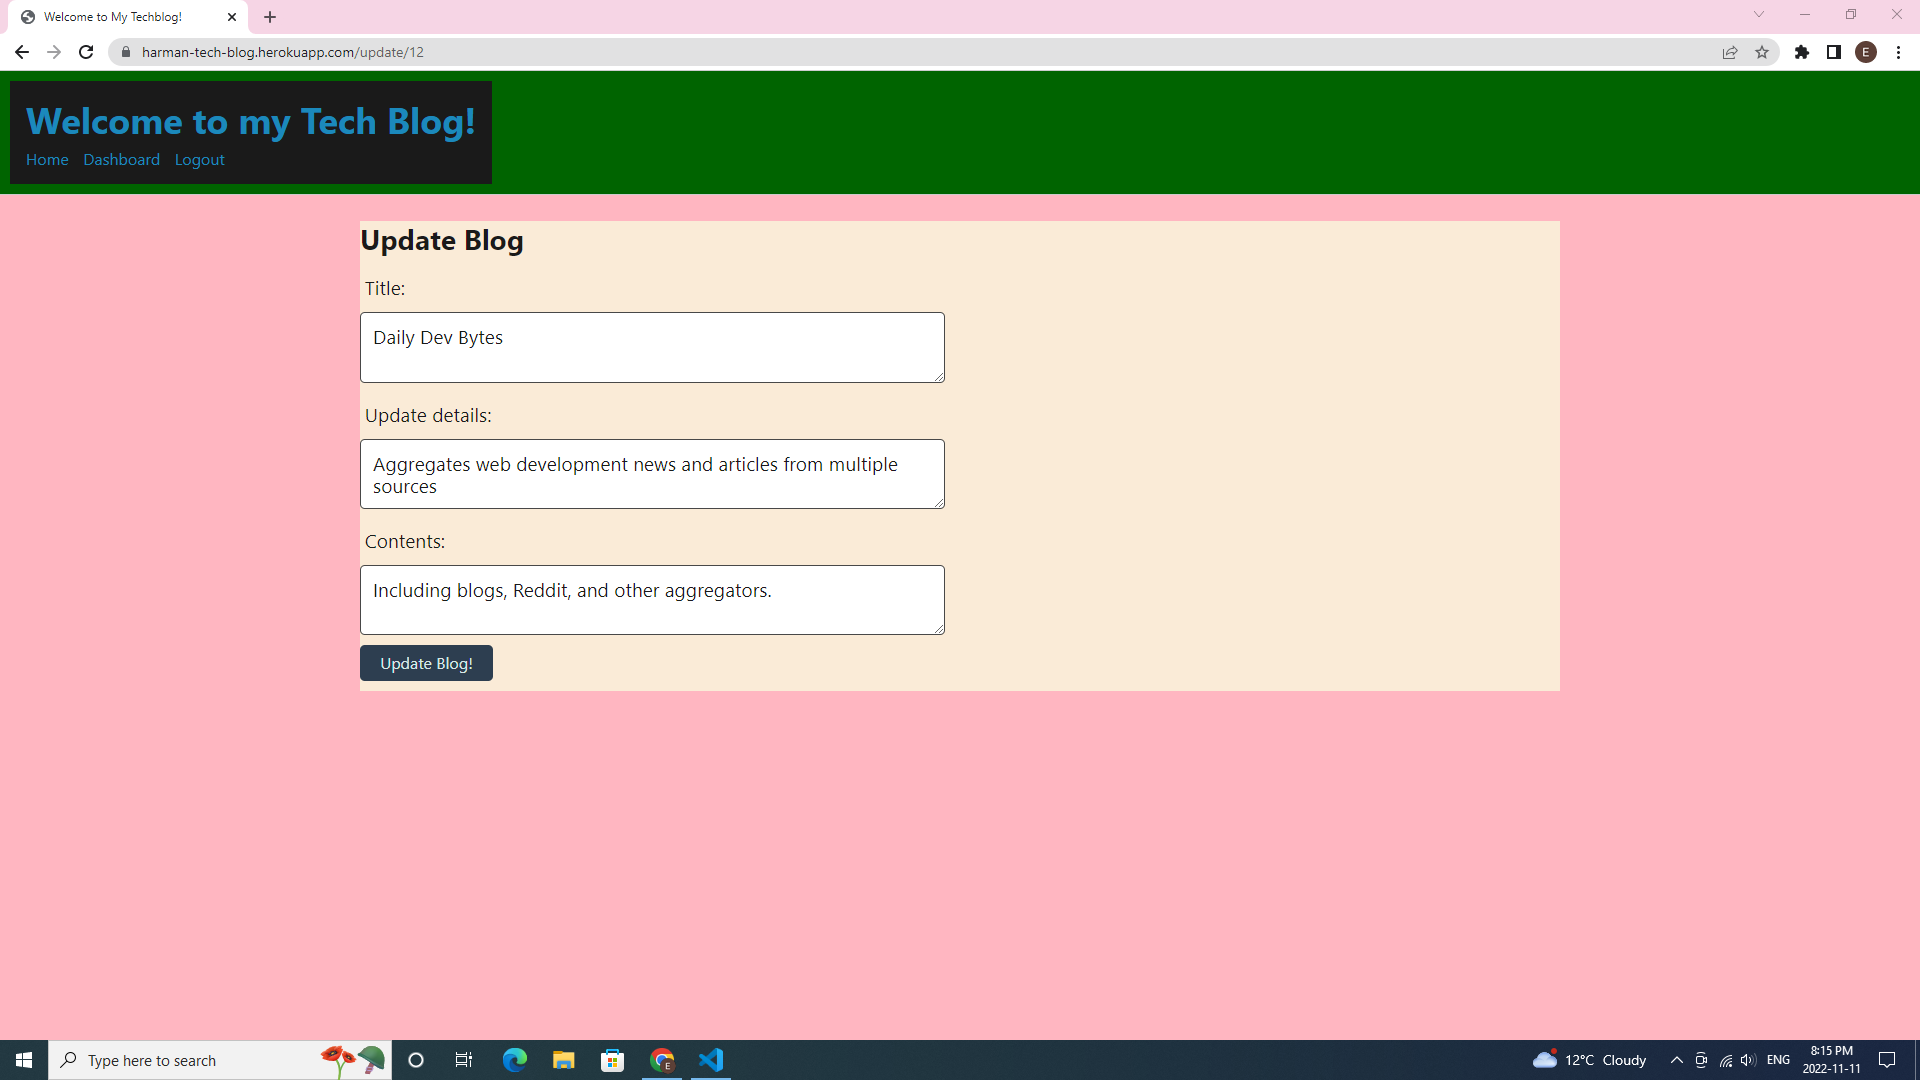 Welcome to My Techblog!
harman-tech-blog.herokuapp.com/update/12
E
Welcome to my Tech Blog!
Home Dashboard Logout
Update Blog
Title:
Daily Dev Bytes
Update details:
Aggregates web development news and articles from multiple
sources
Contents:
Including blogs, Reddit, and other aggregators.
Update Blog!
Type here to search
E
12°C Cloudy
ENG
8:15 PM
2022-11-11